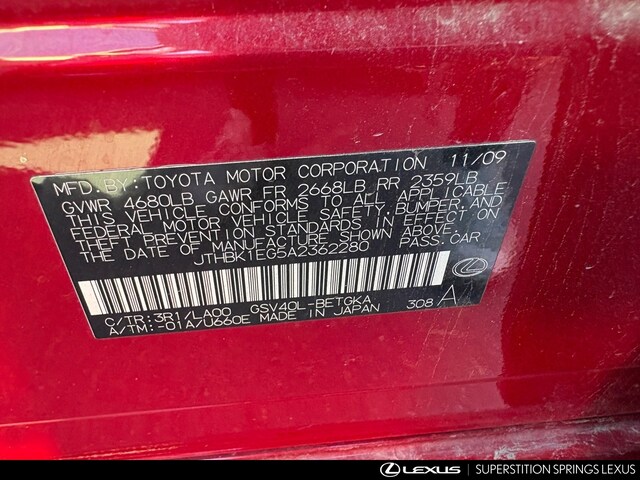 MFD. BY: TOYOTA MOTOR CORPORATION 11/09
GVWR 4680LB GAWR FR 2668LB RR 2359LB
THIS VEHICLE CONFORMS TO ALL APPLICABLE
FEDERAL MOTOR VEHICLE SAFETY, BUMPER, AND
THEFT PREVENTION STANDARDS IN EFFECT ON
THE DATE OF MANUFACTURE SHOWN ABOVE.
JTHBK1EG5A2362280 PASS. CAR
C/TR: 3R1/LA00 GSV40L-BETGKA
A/TM: -01A/U660E MADE IN JAPAN 308 A
LEXUS | SUPERSTITION SPRINGS LEXUS